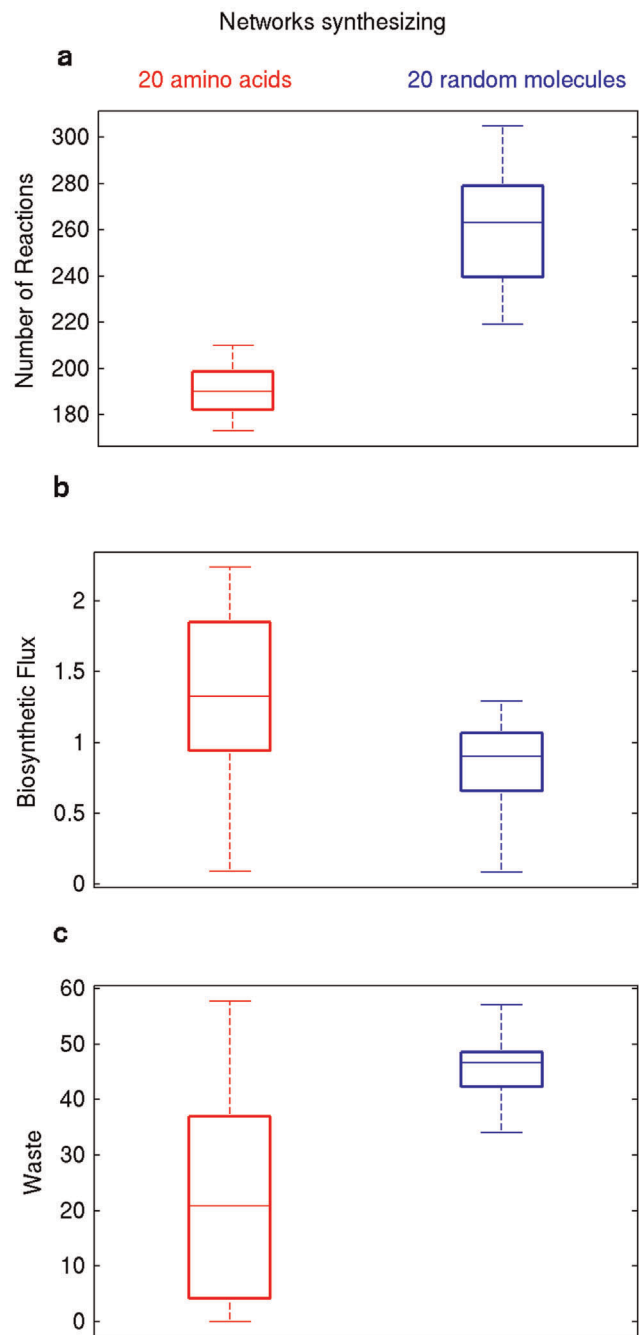 Networks synthesizing
a
20 amino acids 20 random molecules
Number of Reactions
300
280
260
240
220
200
180
b
Biosynthetic Flux
2
1.5
1
0.5
0
c
Waste
60
50
40
30
20
10
0